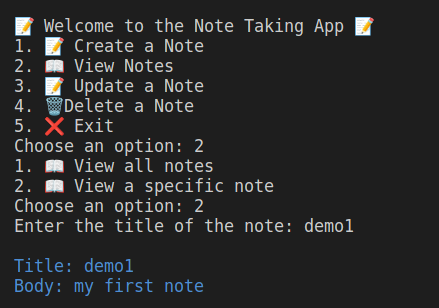 📝 Welcome to the Note Taking App 📝
1. 📝 Create a Note
2. 📖 View Notes
3. 📝 Update a Note
4. 🗑️Delete a Note
5. ❌ Exit
Choose an option: 2
1. 📖 View all notes
2. 📖 View a specific note
Choose an option: 2
Enter the title of the note: demo1
Title: demo1
Body: my first note